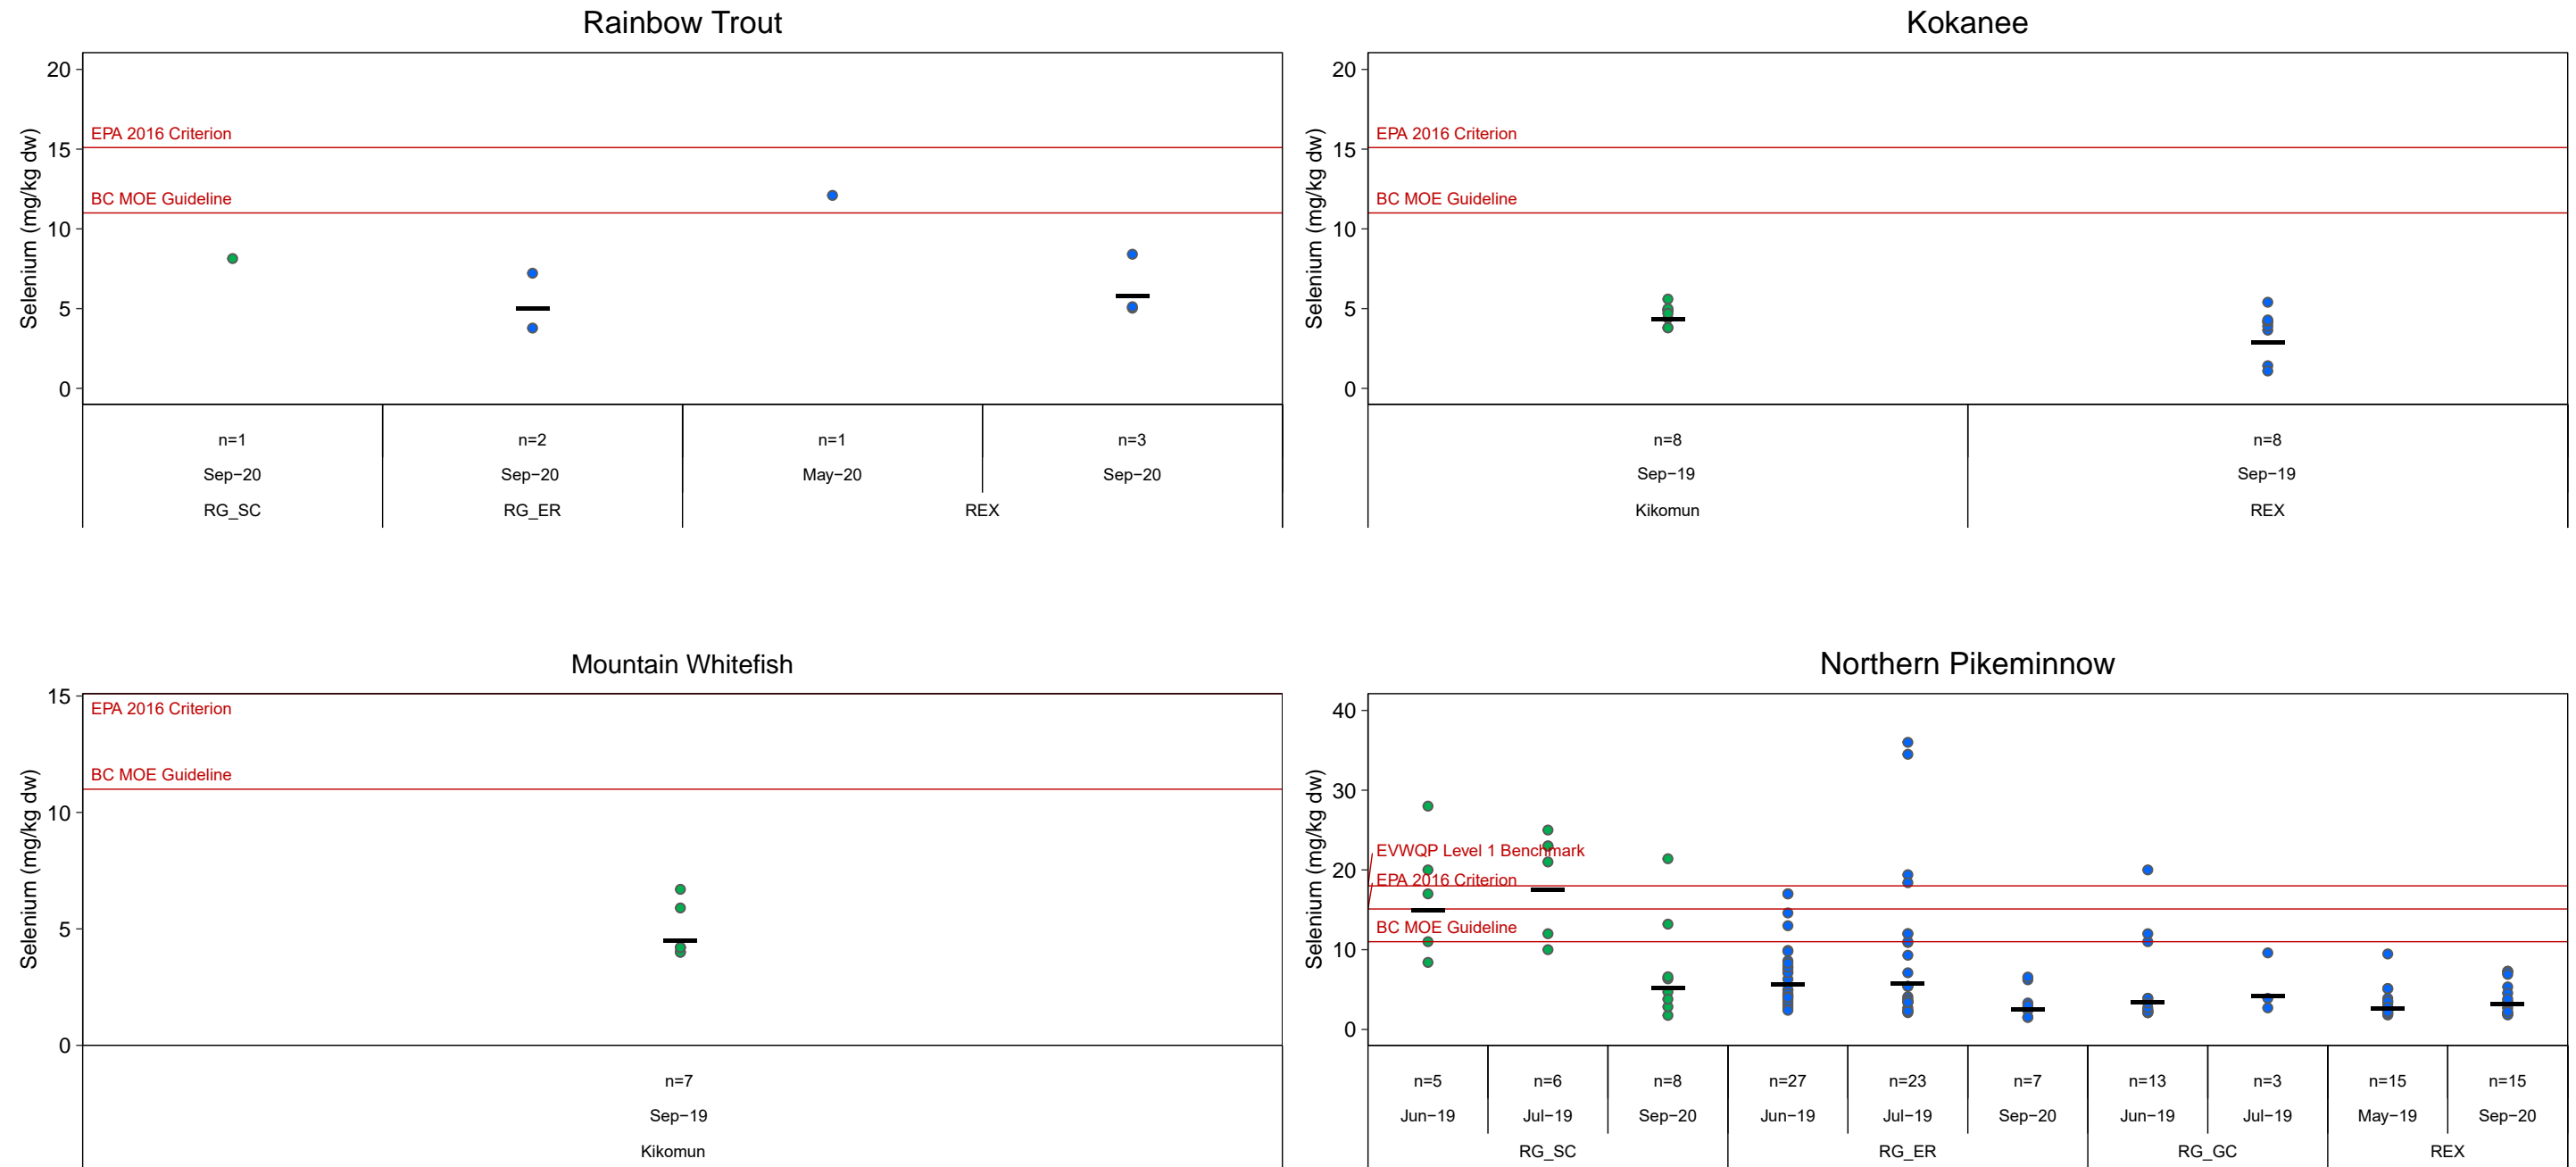 Rainbow Trout
Selenium (mg/kg dw)
20
15
10
5
0
EPA 2016 Criterion
BC MOE Guideline
n=1 n=2 n=1 n=3
Sep−20 Sep−20 May−20 Sep−20
RG_SC RG_ER REX
Kokanee
Selenium (mg/kg dw)
20
15
10
5
0
EPA 2016 Criterion
BC MOE Guideline
n=8 n=8
Sep−19 Sep−19
Kikomun REX
Mountain Whitefish
Selenium (mg/kg dw)
15
10
5
0
EPA 2016 Criterion
BC MOE Guideline
n=7
Sep−19
Kikomun
Northern Pikeminnow
Selenium (mg/kg dw)
40
30
20
10
0
EVWQP Level 1 Benchmark
EPA 2016 Criterion
BC MOE Guideline
n=5 n=6 n=8 n=27 n=23 n=7 n=13 n=3 n=15 n=15
Jun−19 Jul−19 Sep−20 Jun−19 Jul−19 Sep−20 Jun−19 Jul−19 May−19 Sep−20
RG_SC RG_ER RG_GC REX